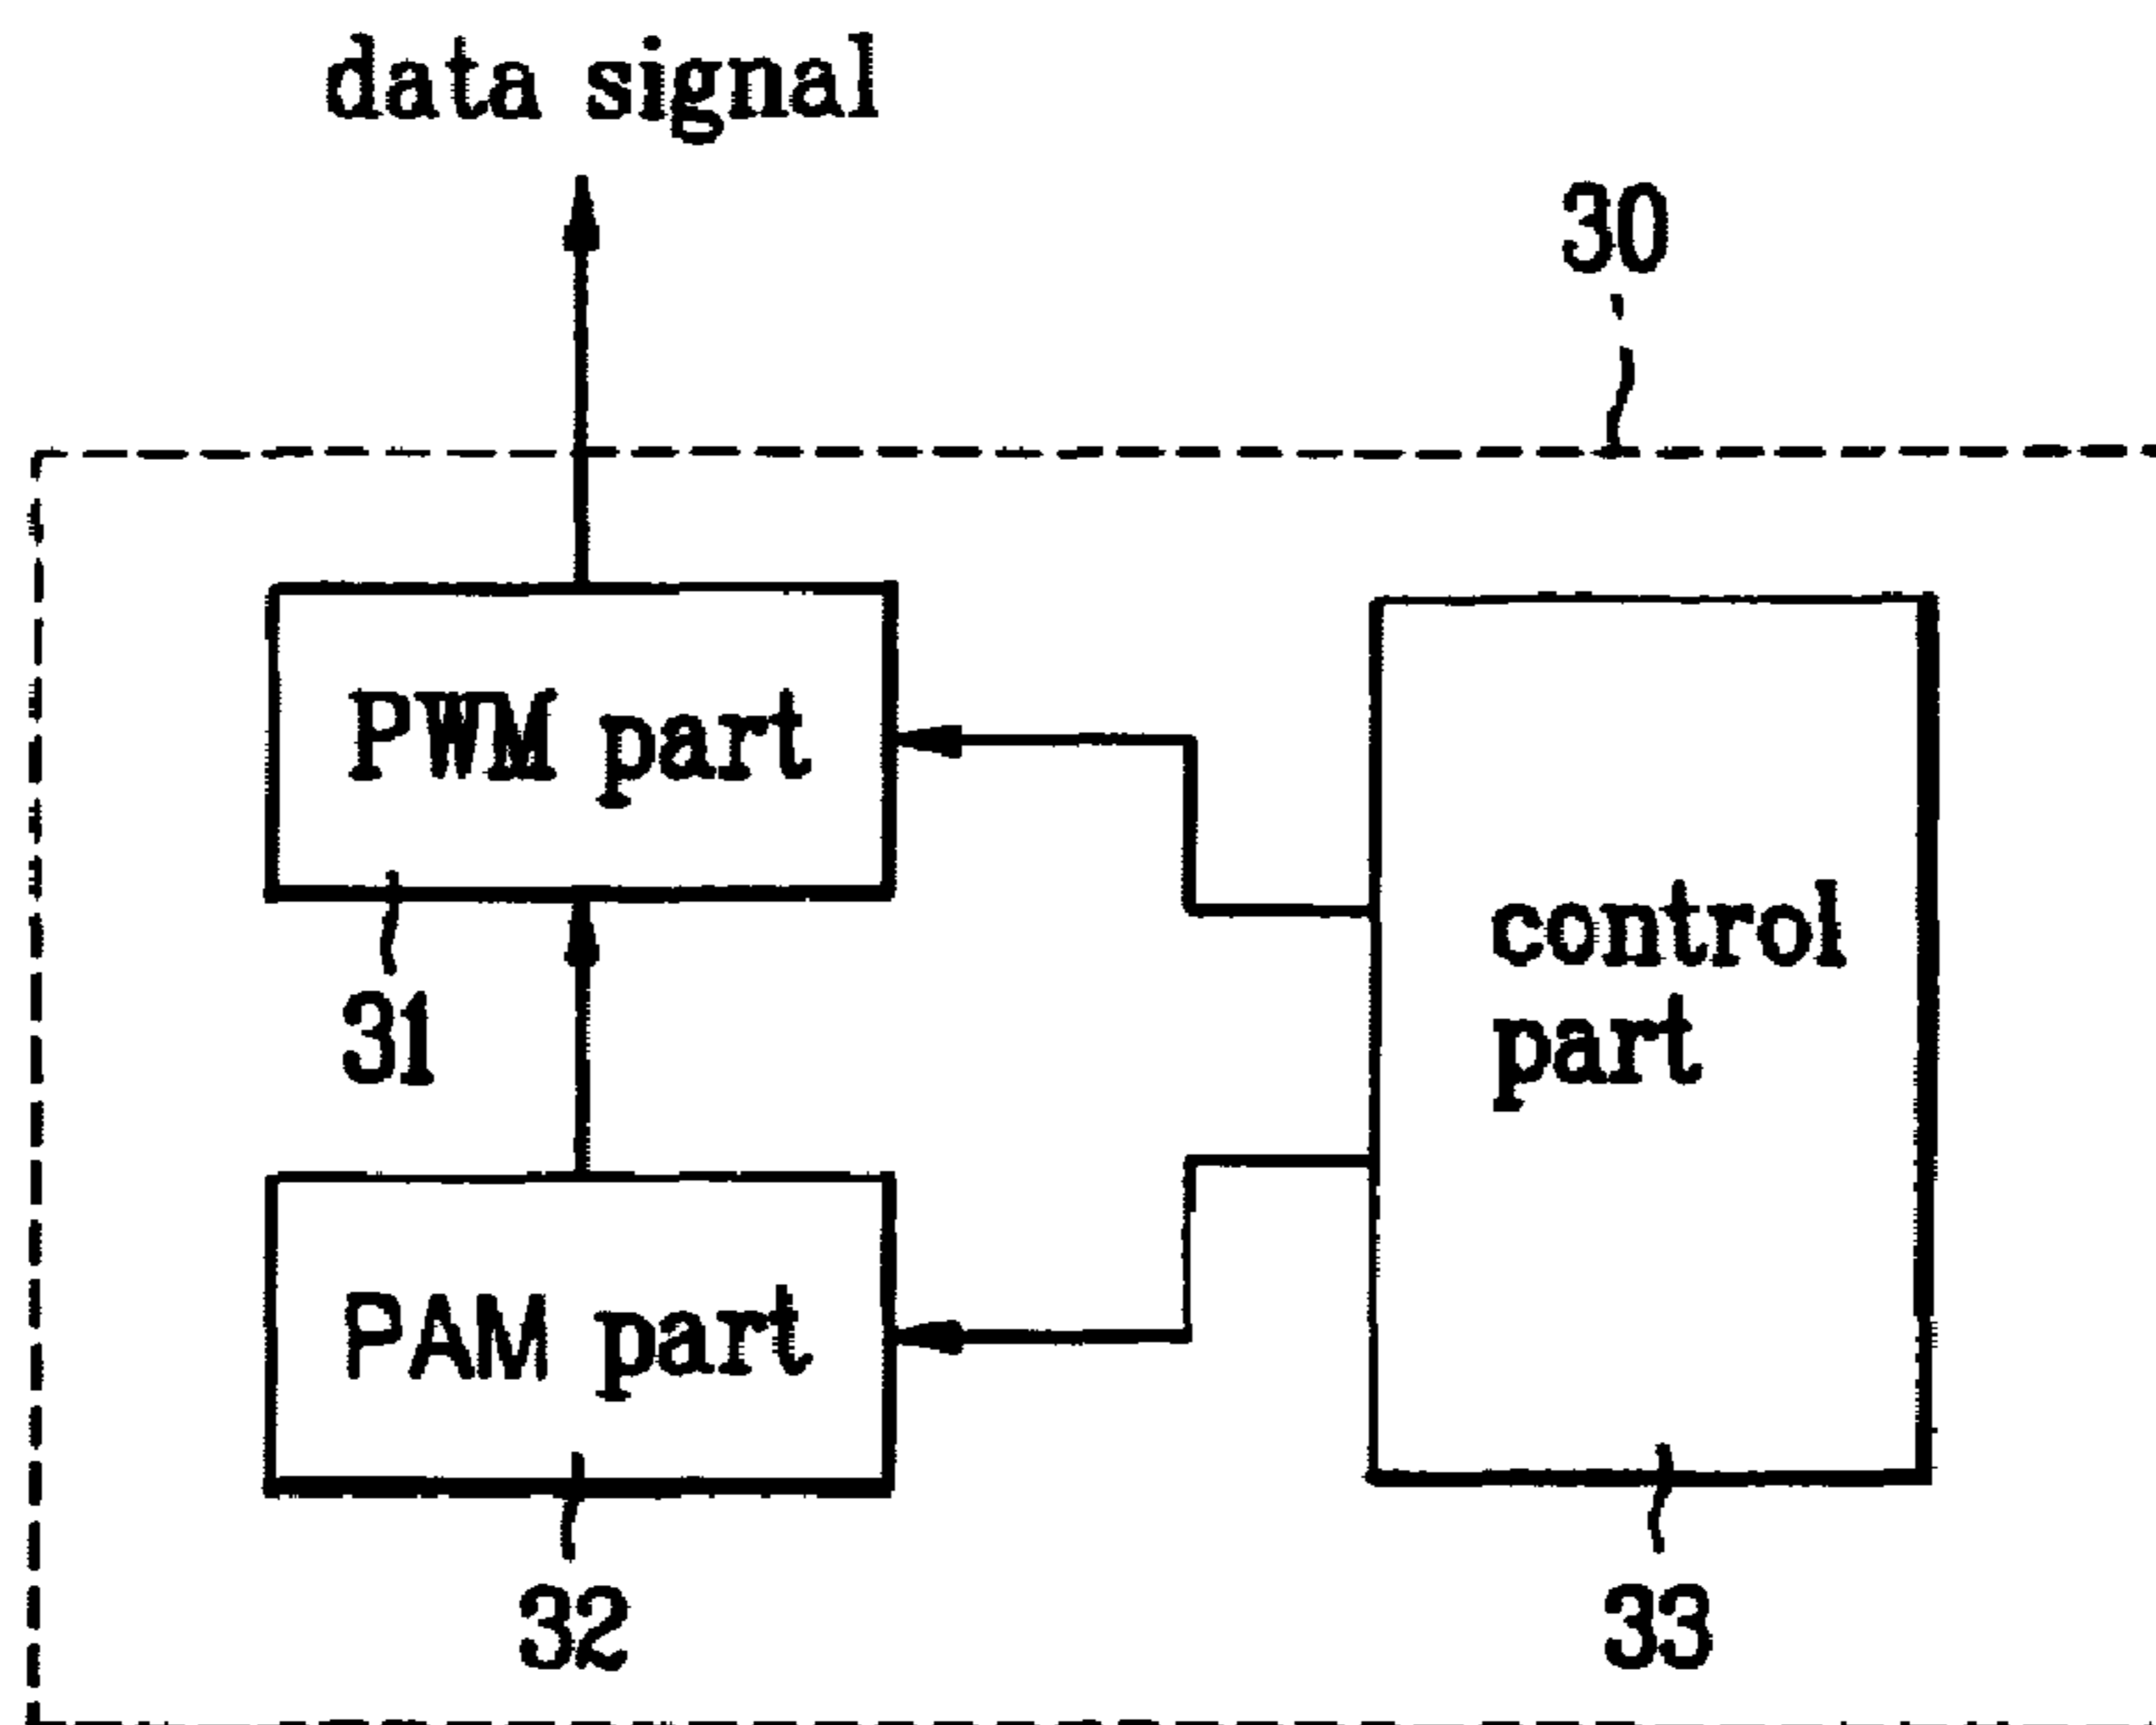 data signal
30
PWM part
31
control
part
PAM part
32
33